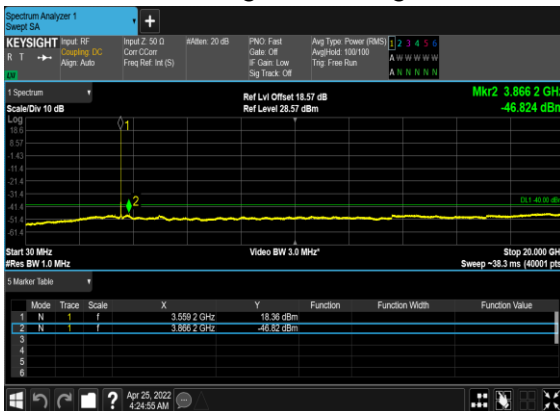 Spectrum Analyzer 1
Swept SA
KEYSIGHT Input: RF Input Z: 50 Ω #Atten: 20 dB PNO: Fast Avg Type: Power (RMS) 1 2 3 4 5 6
R T Coupling: DC Corr CCorr Gate: Off Avg|Hold: 100/100 A W W W W W
Align: Auto Freq Ref: Int (S) IF Gain: Low Trig: Free Run
Sig Track: Off A N N N N N
LV
1 Spectrum
Scale/Div 10 dB
Ref Lvl Offset 18.57 dB
Ref Level 28.57 dBm
Mkr2 3.866 2 GHz
-46.824 dBm
Log
1
18.6
8.57
-1.43
-11.4
-21.4
-31.4
2
DL1 -40.00 dBm
-41.4
-51.4
-61.4
Start 30 MHz Video BW 3.0 MHz* Stop 20.000 GH
#Res BW 1.0 MHz Sweep ~38.3 ms (40001 pts
5 Marker Table
Mode Trace Scale X Y Function Function Width Function Value
1 N 1 f 3.559 2 GHz 18.36 dBm
2 N 1 f 3.866 2 GHz -46.82 dBm
3
4
5
6
Apr 25, 2022
4:24:55 AM